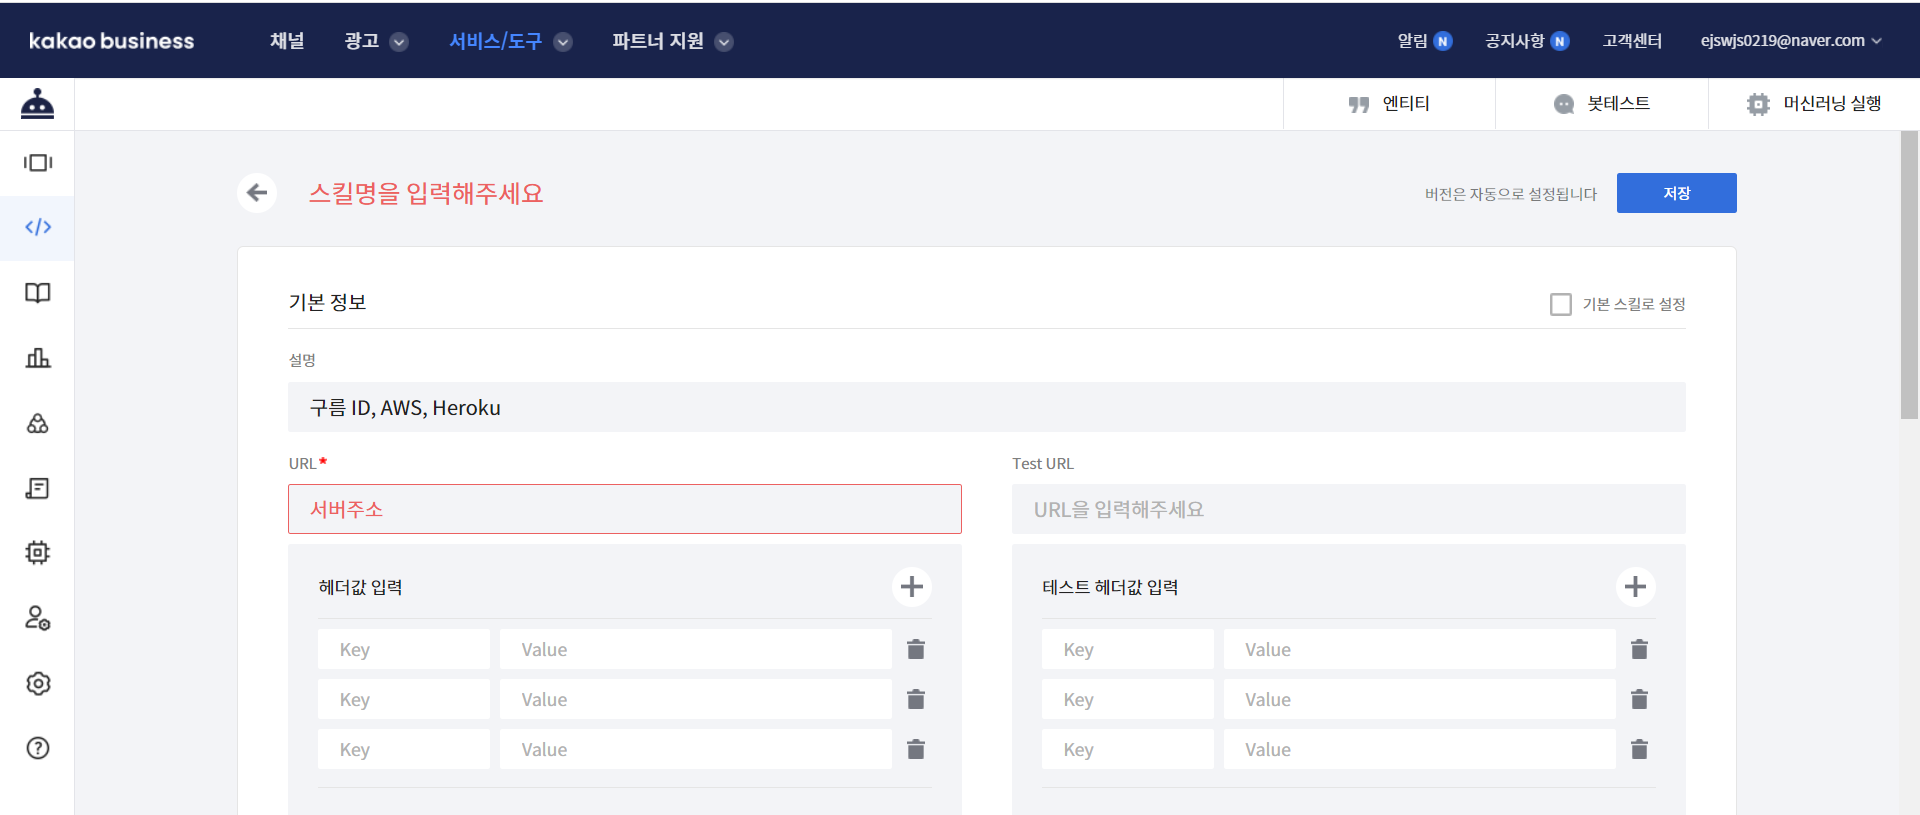 kakao business 채널 광고 서비스/도구 파트너 지원 알림 N 공지사항 N 고객센터 ejswjs0219@naver.com
엔티티 봇테스트 머신러닝 실행
스킬명을 입력해주세요 버전은 자동으로 설정됩니다 저장
기본 정보 기본 스킬로 설정
설명
구름 ID, AWS, Heroku
URL* Test URL
서버주소 URL을 입력해주세요
헤더값 입력 테스트 헤더값 입력
Key Value Key Value
Key Value Key Value
Key Value Key Value